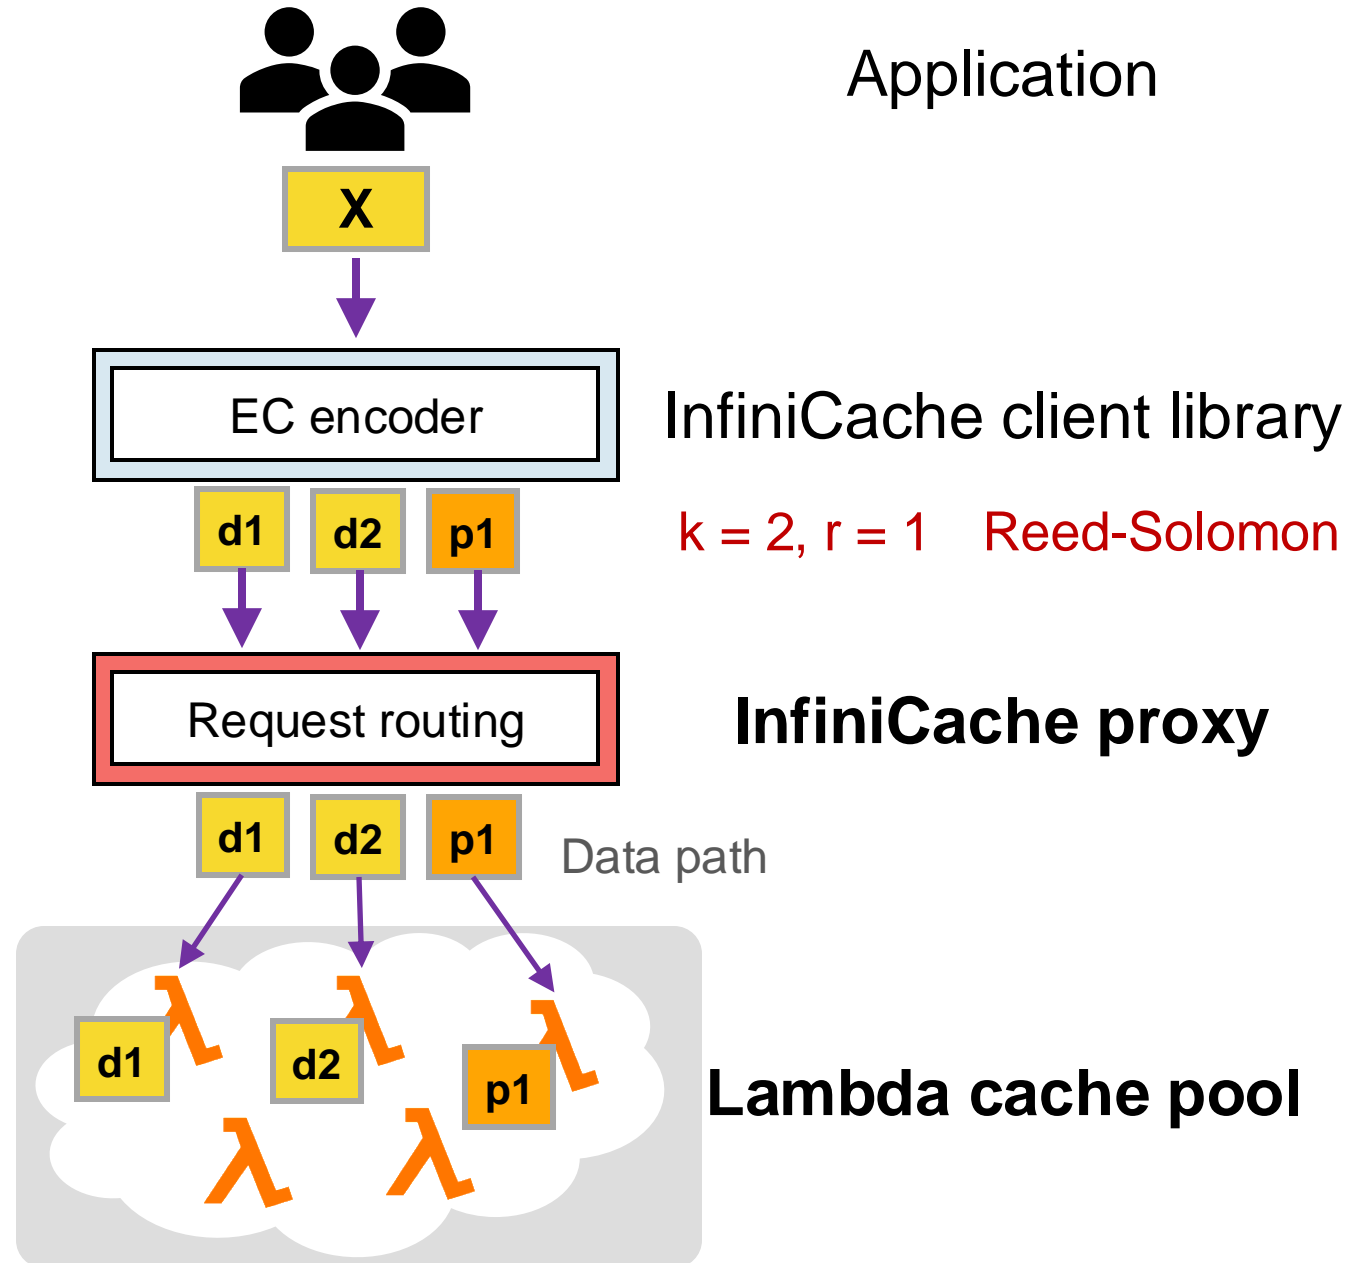 Application
X
EC encoder
InfiniCache client library
d1 d2 p1
k = 2, r = 1 Reed-Solomon
Request routing
InfiniCache proxy
d1 d2 p1
Data path
λ λ λ
d1 d2 p1
Lambda cache pool
λ λ